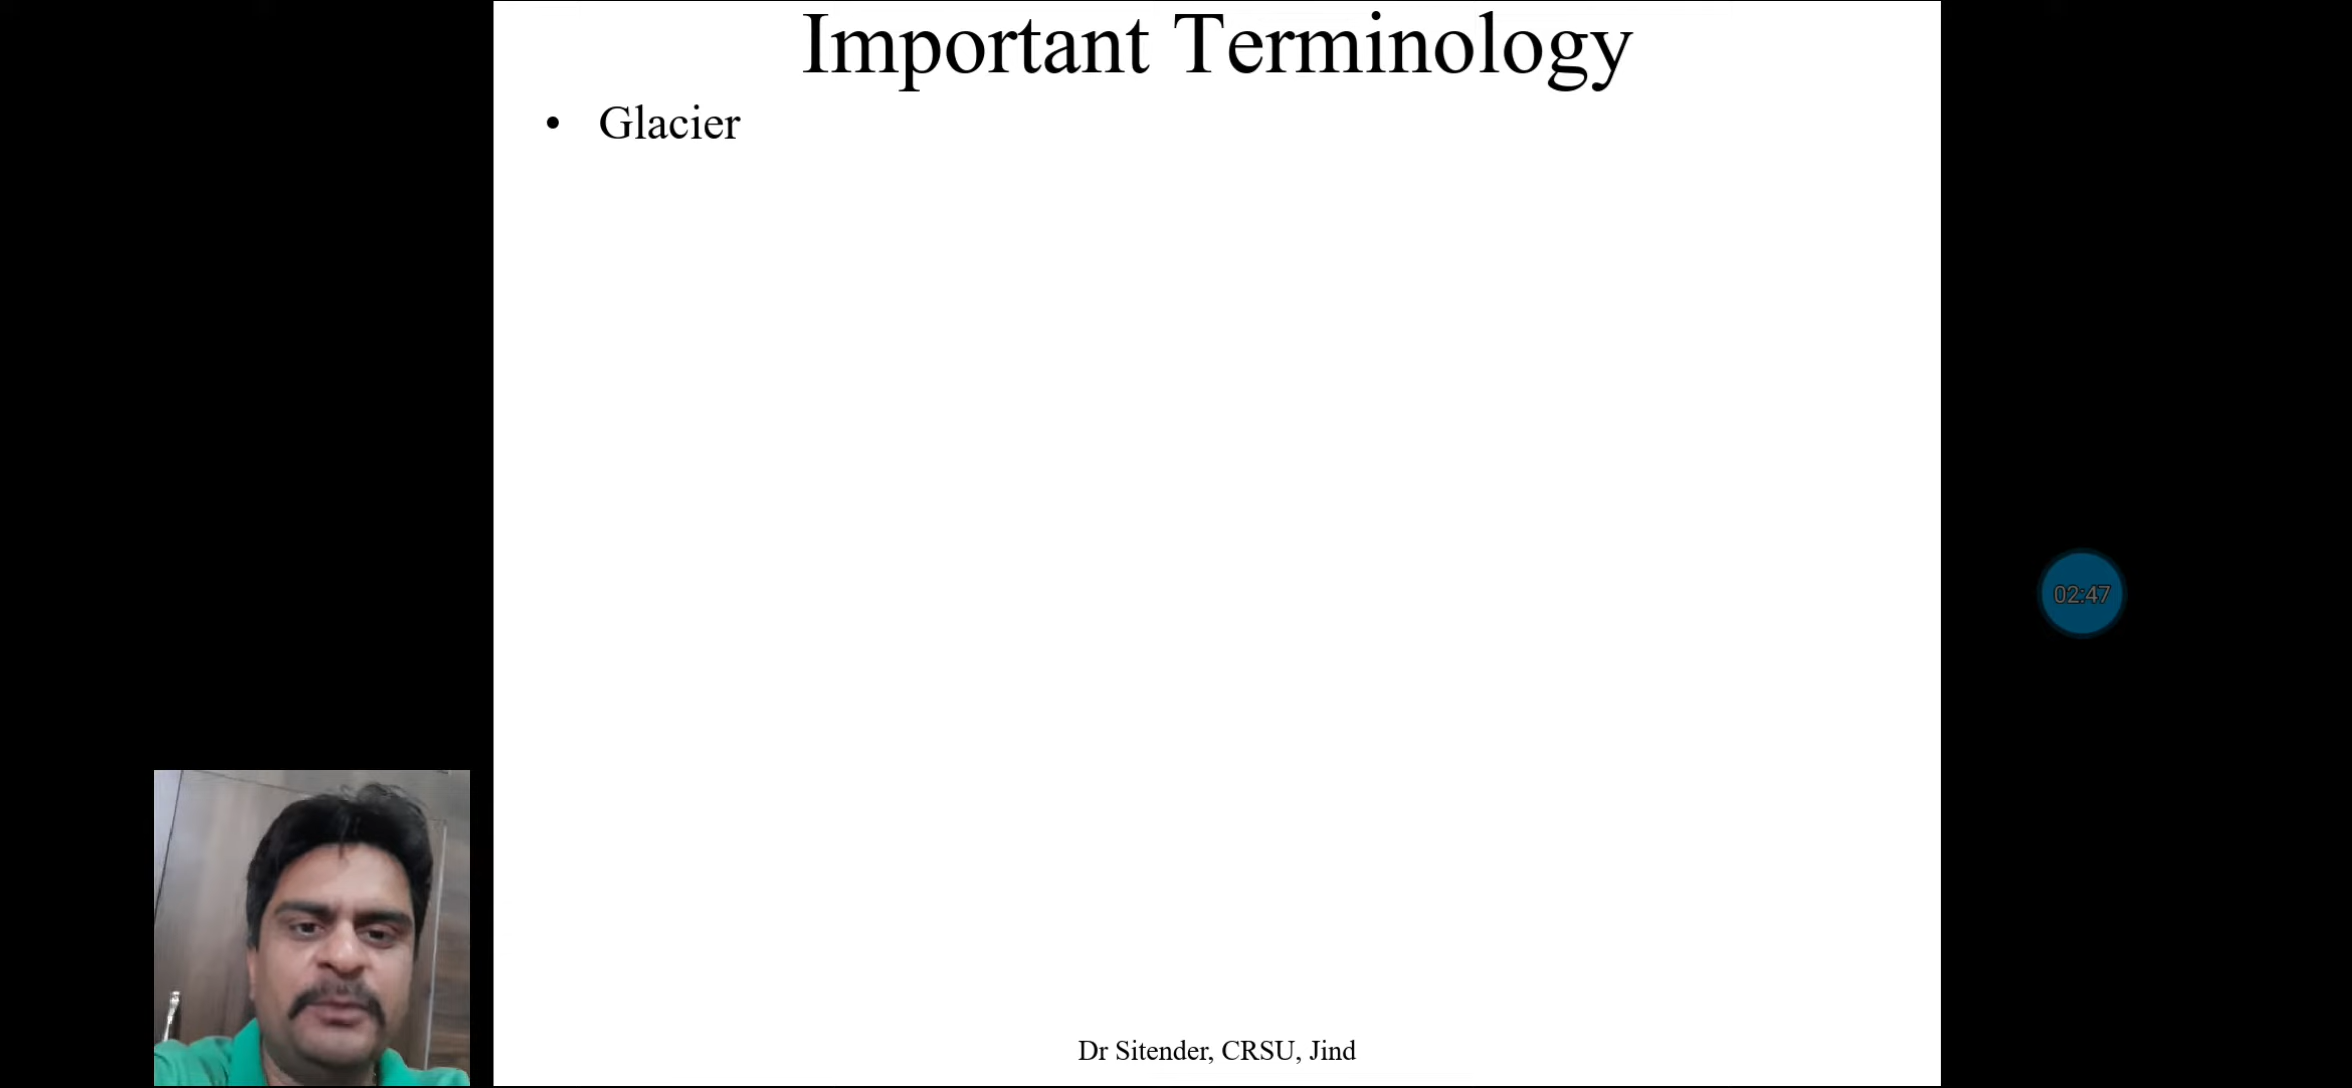 Important Terminology
• Glacier
02:47
Dr Sitender, CRSU, Jind